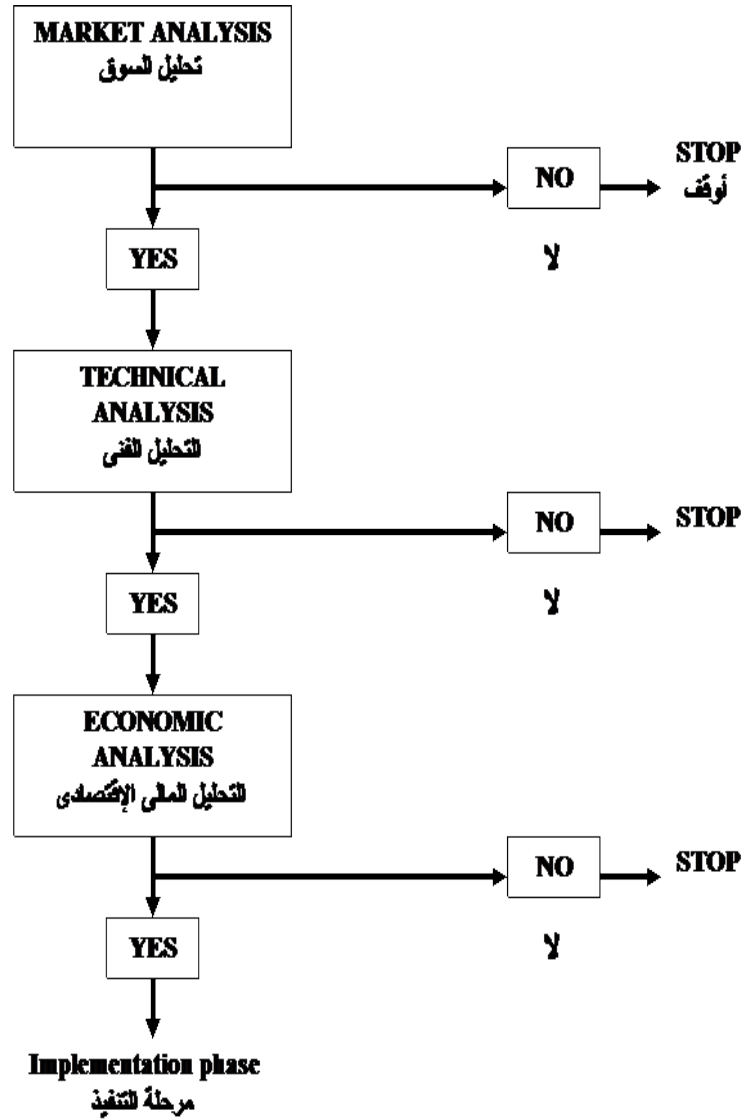 MARKET ANALYSIS
تحليل السوق
NO
STOP
أوقف
YES
لا
TECHNICAL
ANALYSIS
التحليل الفنى
NO
STOP
YES
لا
ECONOMIC
ANALYSIS
التحليل المالى الإقتصادى
NO
STOP
YES
لا
Implementation phase
مرحلة التنفيذ